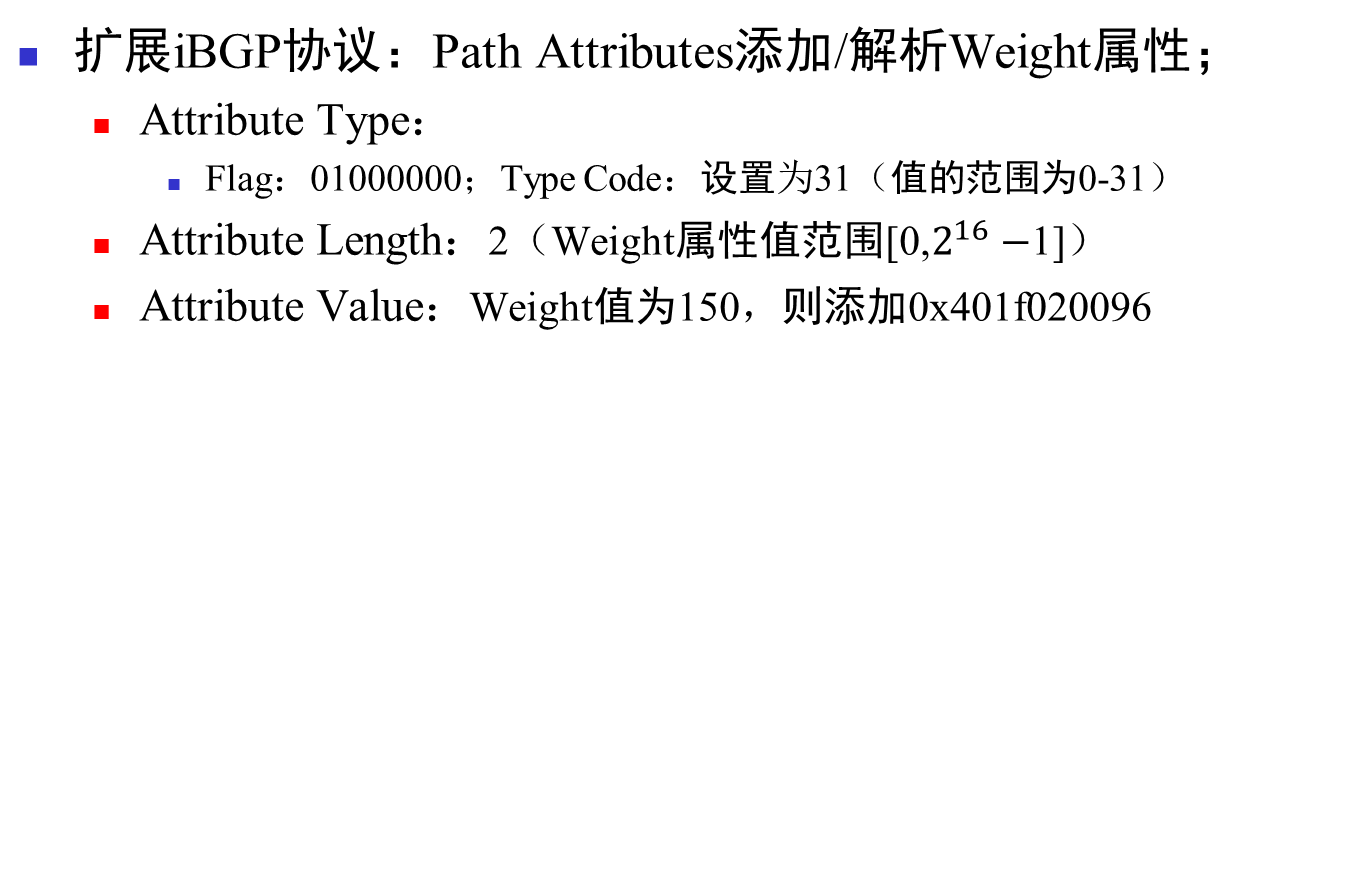 扩展iBGP协议：Path Attributes添加/解析Weight属性；
Attribute Type：
Flag：01000000；Type Code：设置为31（值的范围为0-31）
Attribute Length：2（Weight属性值范围[0,2¹⁶ −1]）
Attribute Value：Weight值为150，则添加0x401f020096